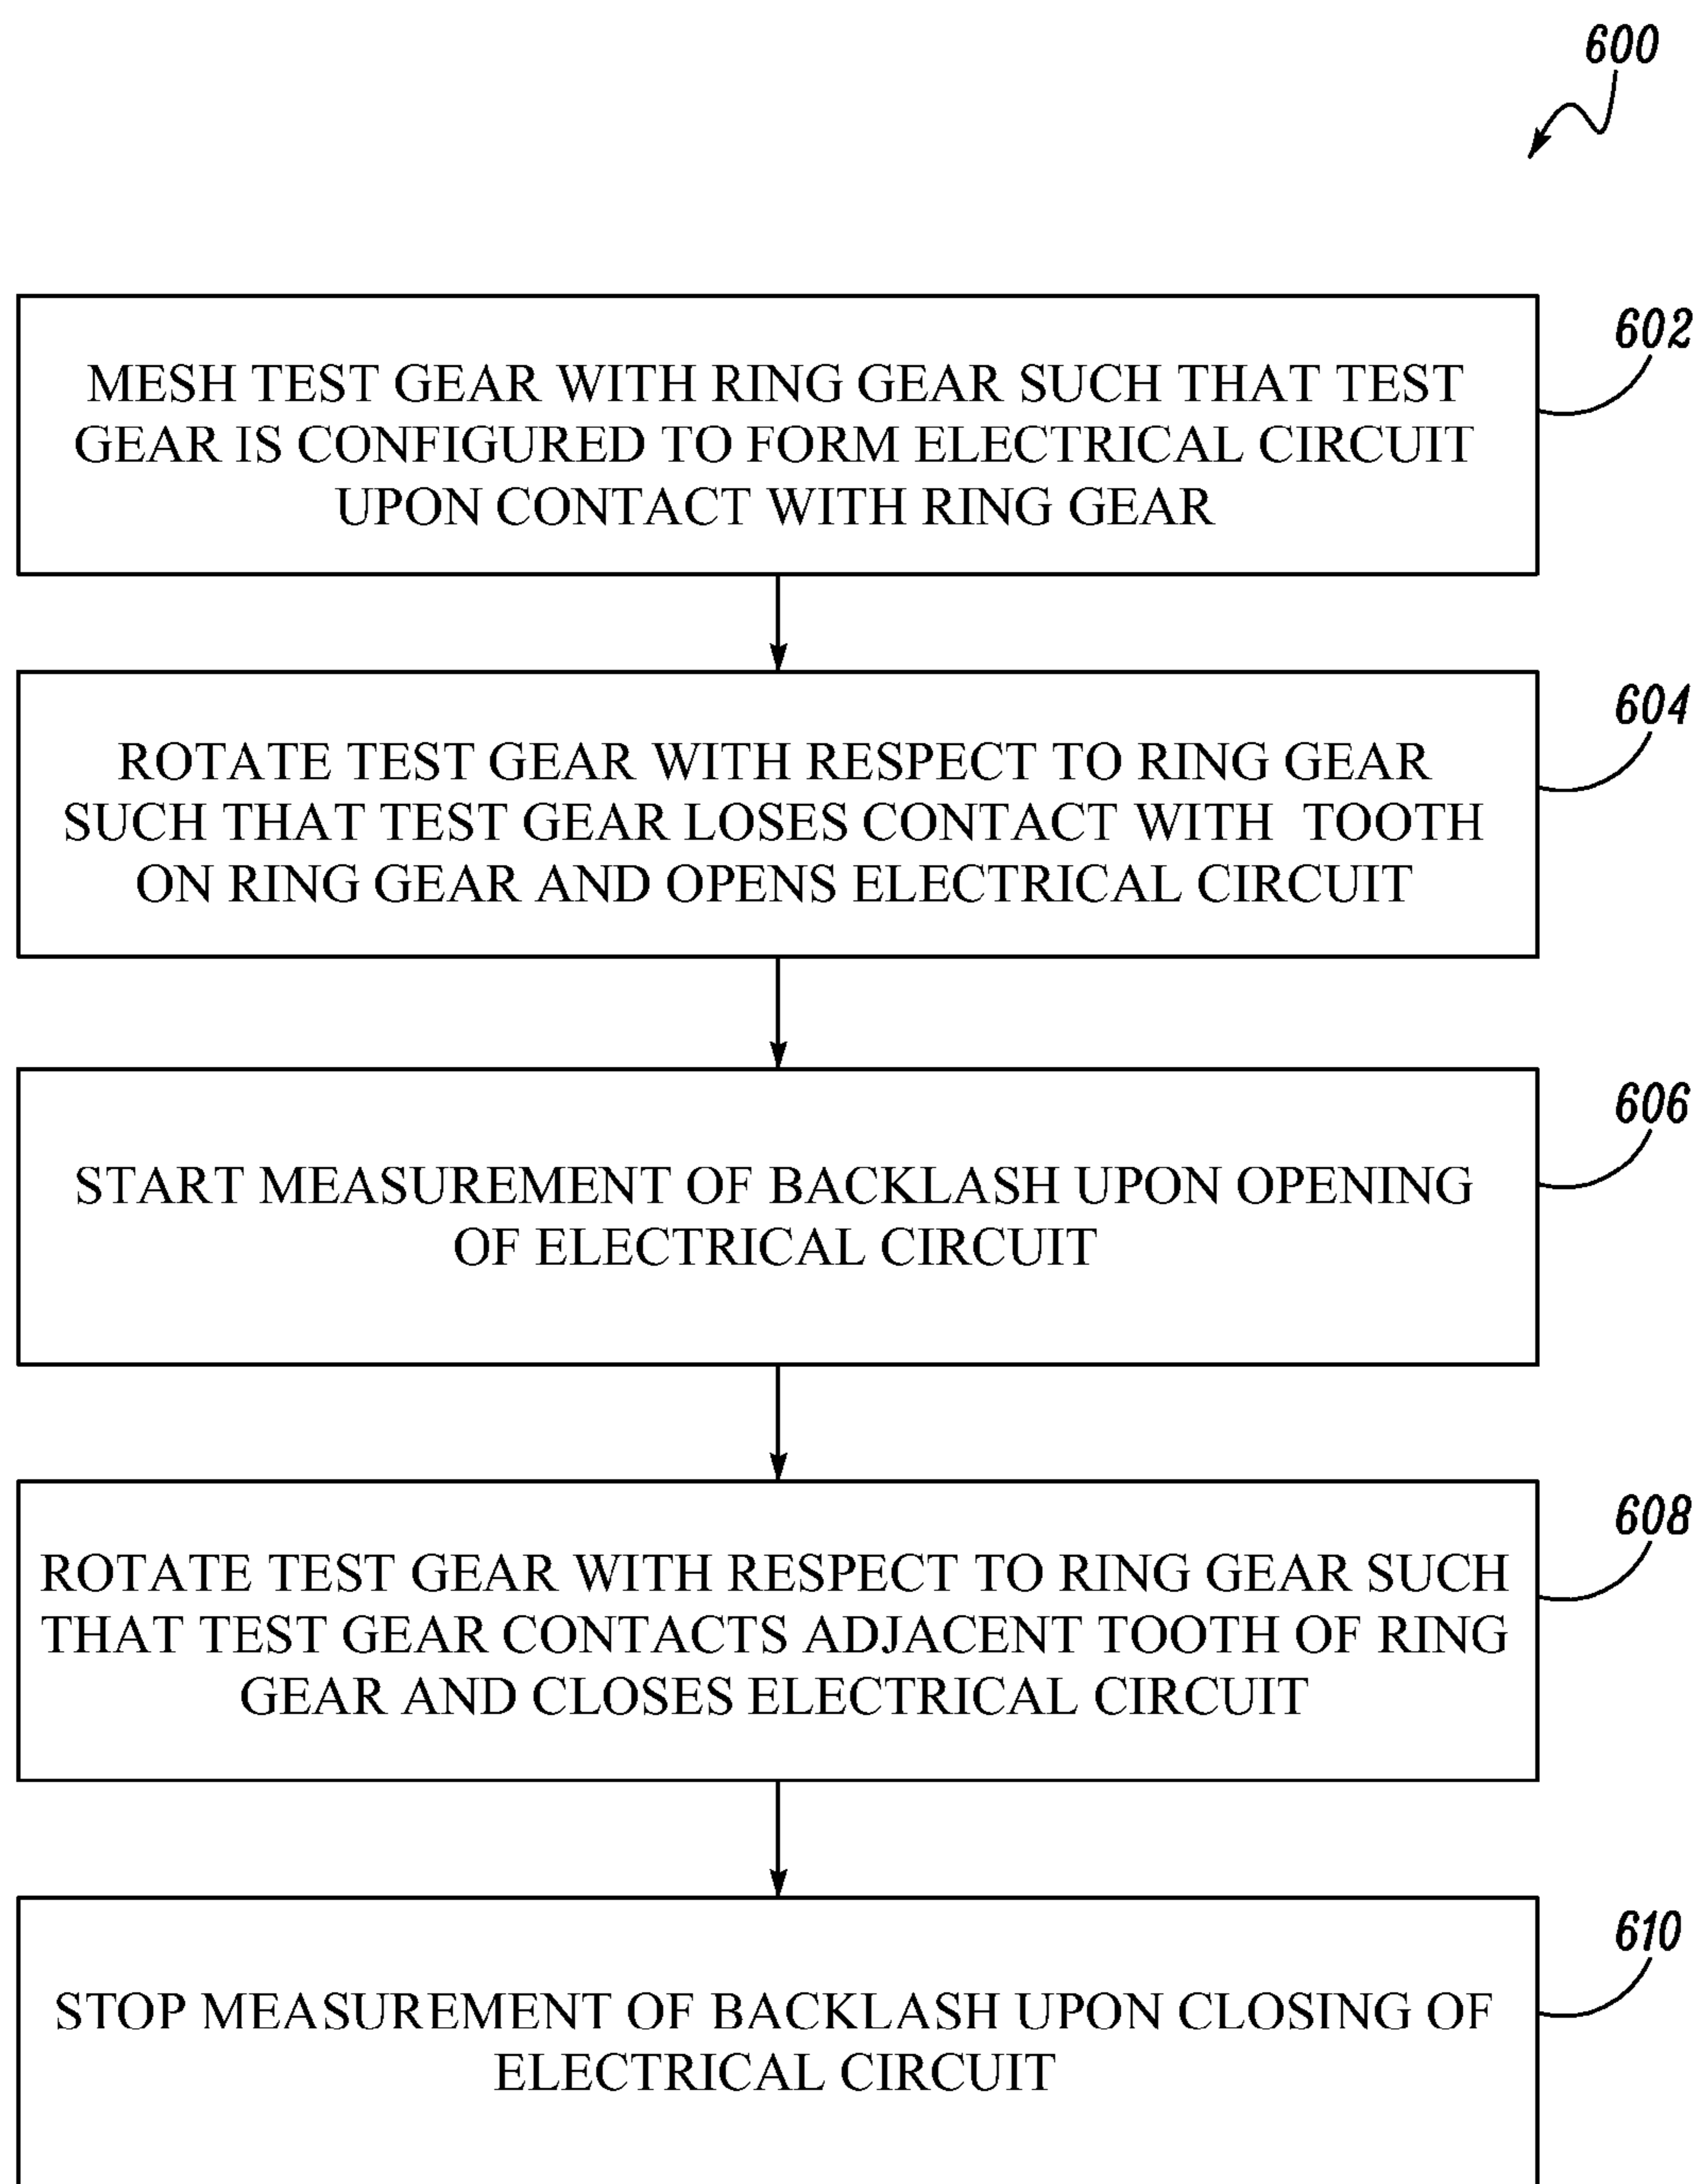 600
602
MESH TEST GEAR WITH RING GEAR SUCH THAT TEST
GEAR IS CONFIGURED TO FORM ELECTRICAL CIRCUIT
UPON CONTACT WITH RING GEAR
604
ROTATE TEST GEAR WITH RESPECT TO RING GEAR
SUCH THAT TEST GEAR LOSES CONTACT WITH TOOTH
ON RING GEAR AND OPENS ELECTRICAL CIRCUIT
606
START MEASUREMENT OF BACKLASH UPON OPENING
OF ELECTRICAL CIRCUIT
608
ROTATE TEST GEAR WITH RESPECT TO RING GEAR SUCH
THAT TEST GEAR CONTACTS ADJACENT TOOTH OF RING
GEAR AND CLOSES ELECTRICAL CIRCUIT
610
STOP MEASUREMENT OF BACKLASH UPON CLOSING OF
ELECTRICAL CIRCUIT